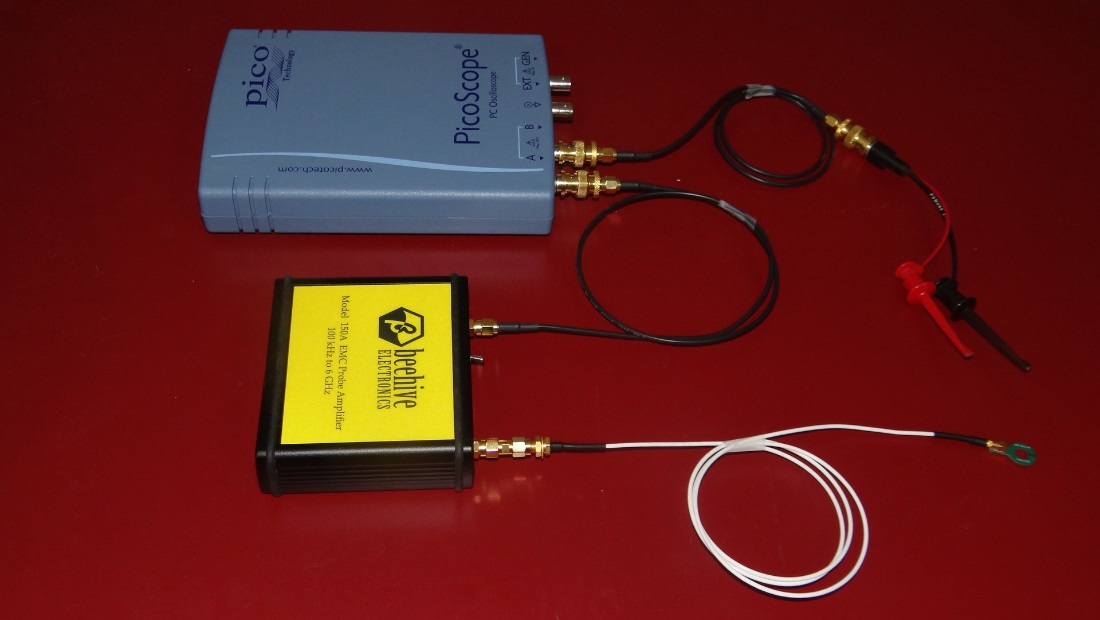 pico®
Technology
PicoScope®
PC Oscilloscope
A B EXT GEN
www.picotech.com
beehive
ELECTRONICS
Model 150A EMC Probe Amplifier
100 kHz to 6 GHz